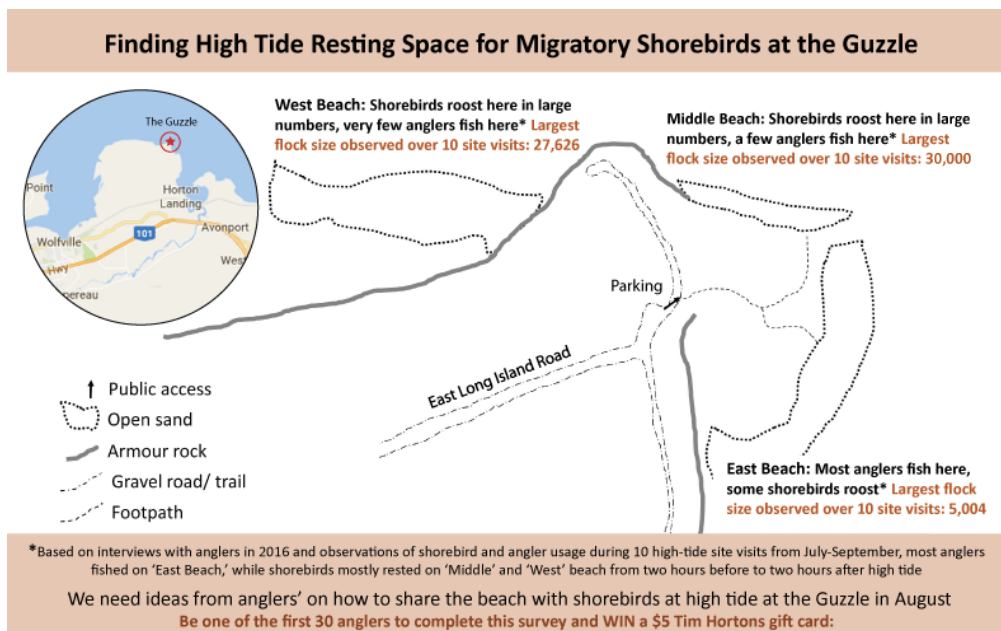 Finding High Tide Resting Space for Migratory Shorebirds at the Guzzle
West Beach: Shorebirds roost here in large
numbers, very few anglers fish here* Largest
flock size observed over 10 site visits: 27,626
Middle Beach: Shorebirds roost here in large
numbers, a few anglers fish here* Largest
flock size observed over 10 site visits: 30,000
The Guzzle
Point
Horton
Landing
Wolfville
101
Avonport
Hwy
West
pereau
Parking
East Long Island Road
Public access
Open sand
Armour rock
Gravel road/ trail
Footpath
East Beach: Most anglers fish here,
some shorebirds roost* Largest flock
size observed over 10 site visits: 5,004
*Based on interviews with anglers in 2016 and observations of shorebird and angler usage during 10 high-tide site visits from July-September, most anglers
fished on ‘East Beach,’ while shorebirds mostly rested on ‘Middle’ and ‘West’ beach from two hours before to two hours after high tide
We need ideas from anglers’ on how to share the beach with shorebirds at high tide at the Guzzle in August
Be one of the first 30 anglers to complete this survey and WIN a $5 Tim Hortons gift card: